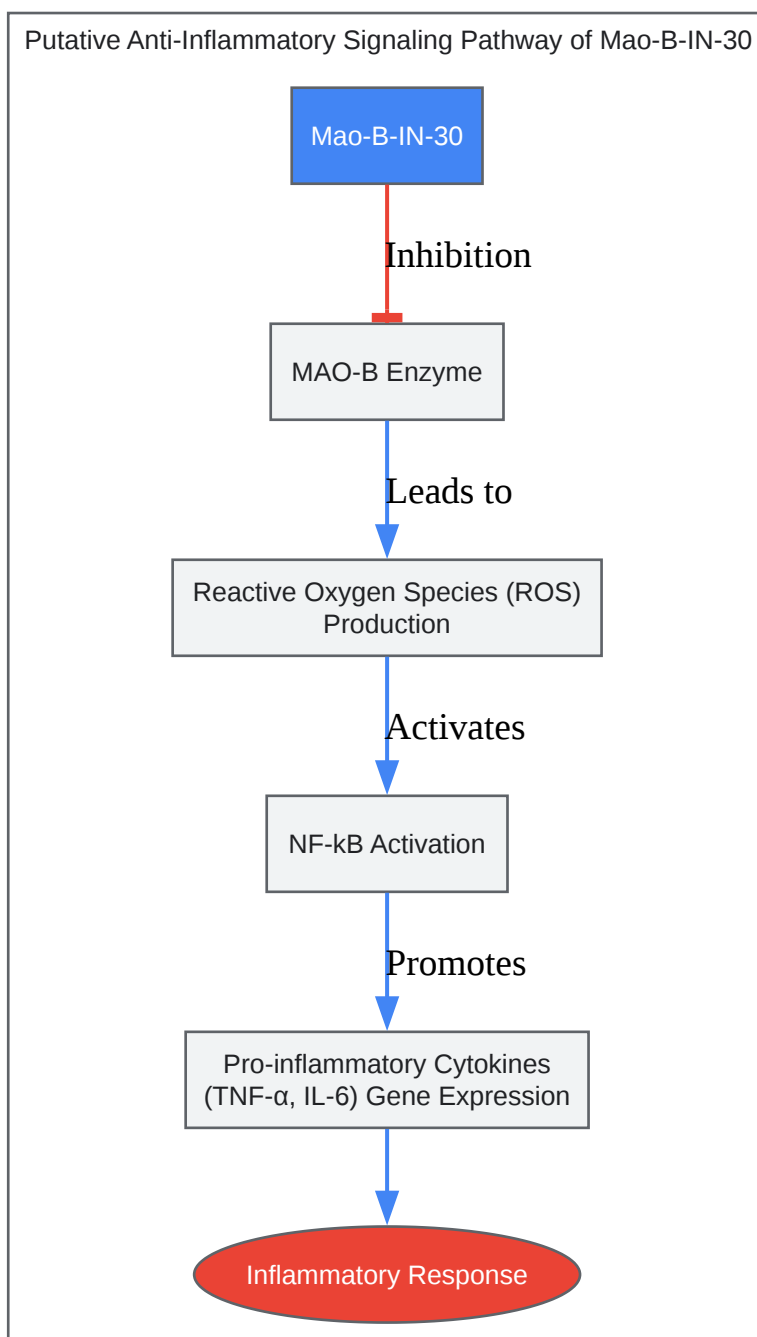 Putative Anti-Inflammatory Signaling Pathway of Mao-B-IN-30
Mao-B-IN-30
Inhibition
MAO-B Enzyme
Leads to
Reactive Oxygen Species (ROS)
Production
Activates
NF-kB Activation
Promotes
Pro-inflammatory Cytokines
(TNF-α, IL-6) Gene Expression
Inflammatory Response